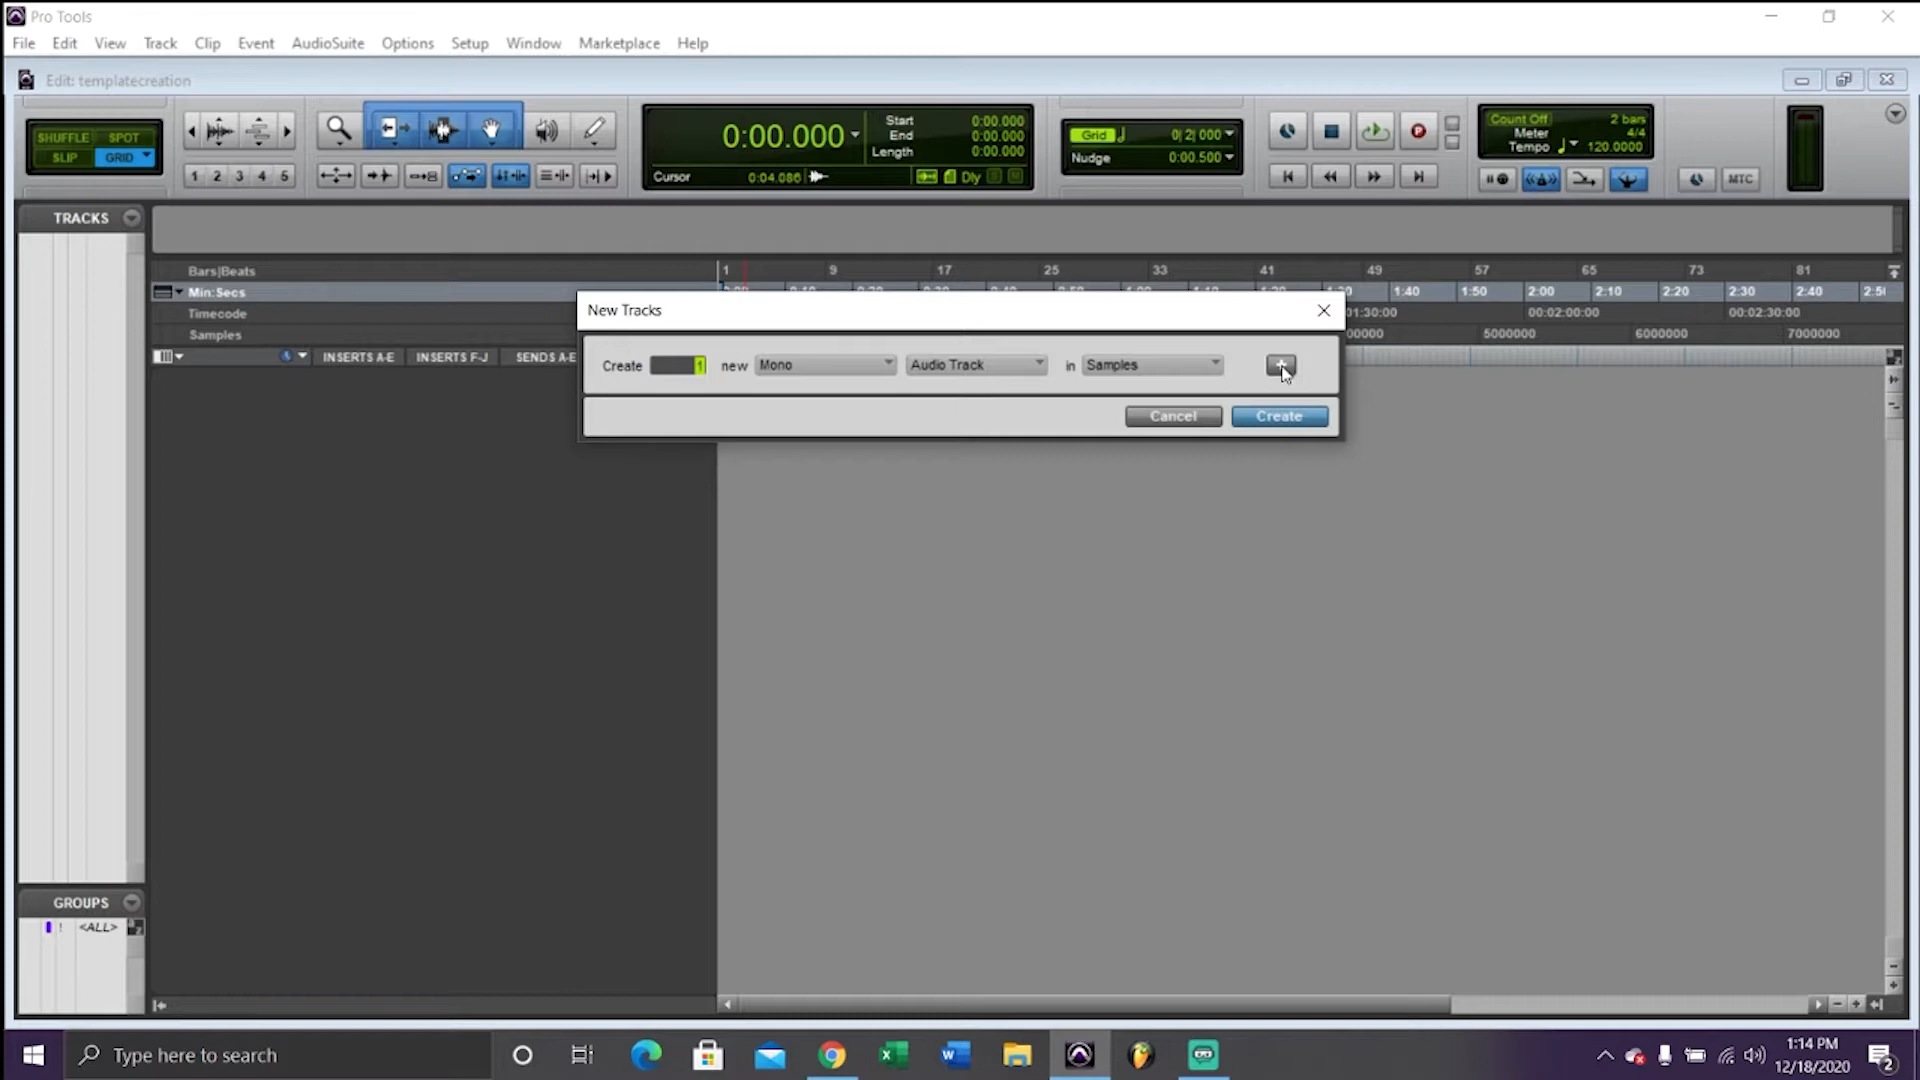 Pro Tools
File Edit View Track Clip Event AudioSuite Options Setup Window Marketplace Help
Edit: templatecreation
SHUFFLE SPOT
SLIP GRID
1 2 3 4 5
0:00.000
Start 0:00.000
End 0:00.000
Length 0:00.000
Cursor 0:04.086 Dly
Grid 0| 2| 000
Nudge 0:00.500
Count Off 2 bars
Meter 4/4
Tempo 120.0000
MTC
TRACKS
Bars|Beats 1 9 17 25 33 41 49 57 65 73 81
Min:Secs 1:40 1:50 2:00 2:10 2:20 2:30 2:40
Timecode 01:30:00 00:02:00:00 00:02:30:00
Samples 5000000 6000000 7000000
INSERTS A-E INSERTS F-J SENDS A-E
New Tracks
Create 1 new Mono Audio Track in Samples
Cancel Create
GROUPS
! <ALL>
Type here to search
1:14 PM
12/18/2020
2